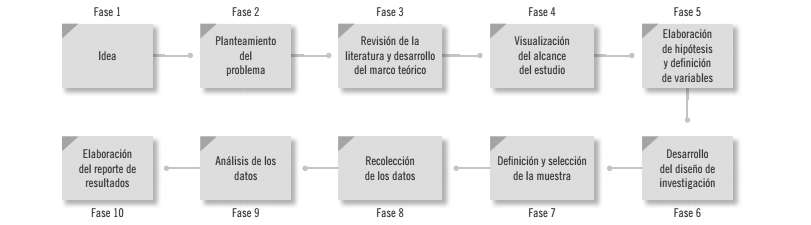 Fase 1
Fase 2
Fase 3
Fase 4
Fase 5
Idea
Planteamiento
del
problema
Revisión de la
literatura y desarrollo
del marco teórico
Visualización
del alcance
del estudio
Elaboración
de hipótesis
y definición
de variables
Elaboración
del reporte de
resultados
Análisis de los
datos
Recolección
de los datos
Definición y selección
de la muestra
Desarrollo
del diseño de
investigación
Fase 10
Fase 9
Fase 8
Fase 7
Fase 6